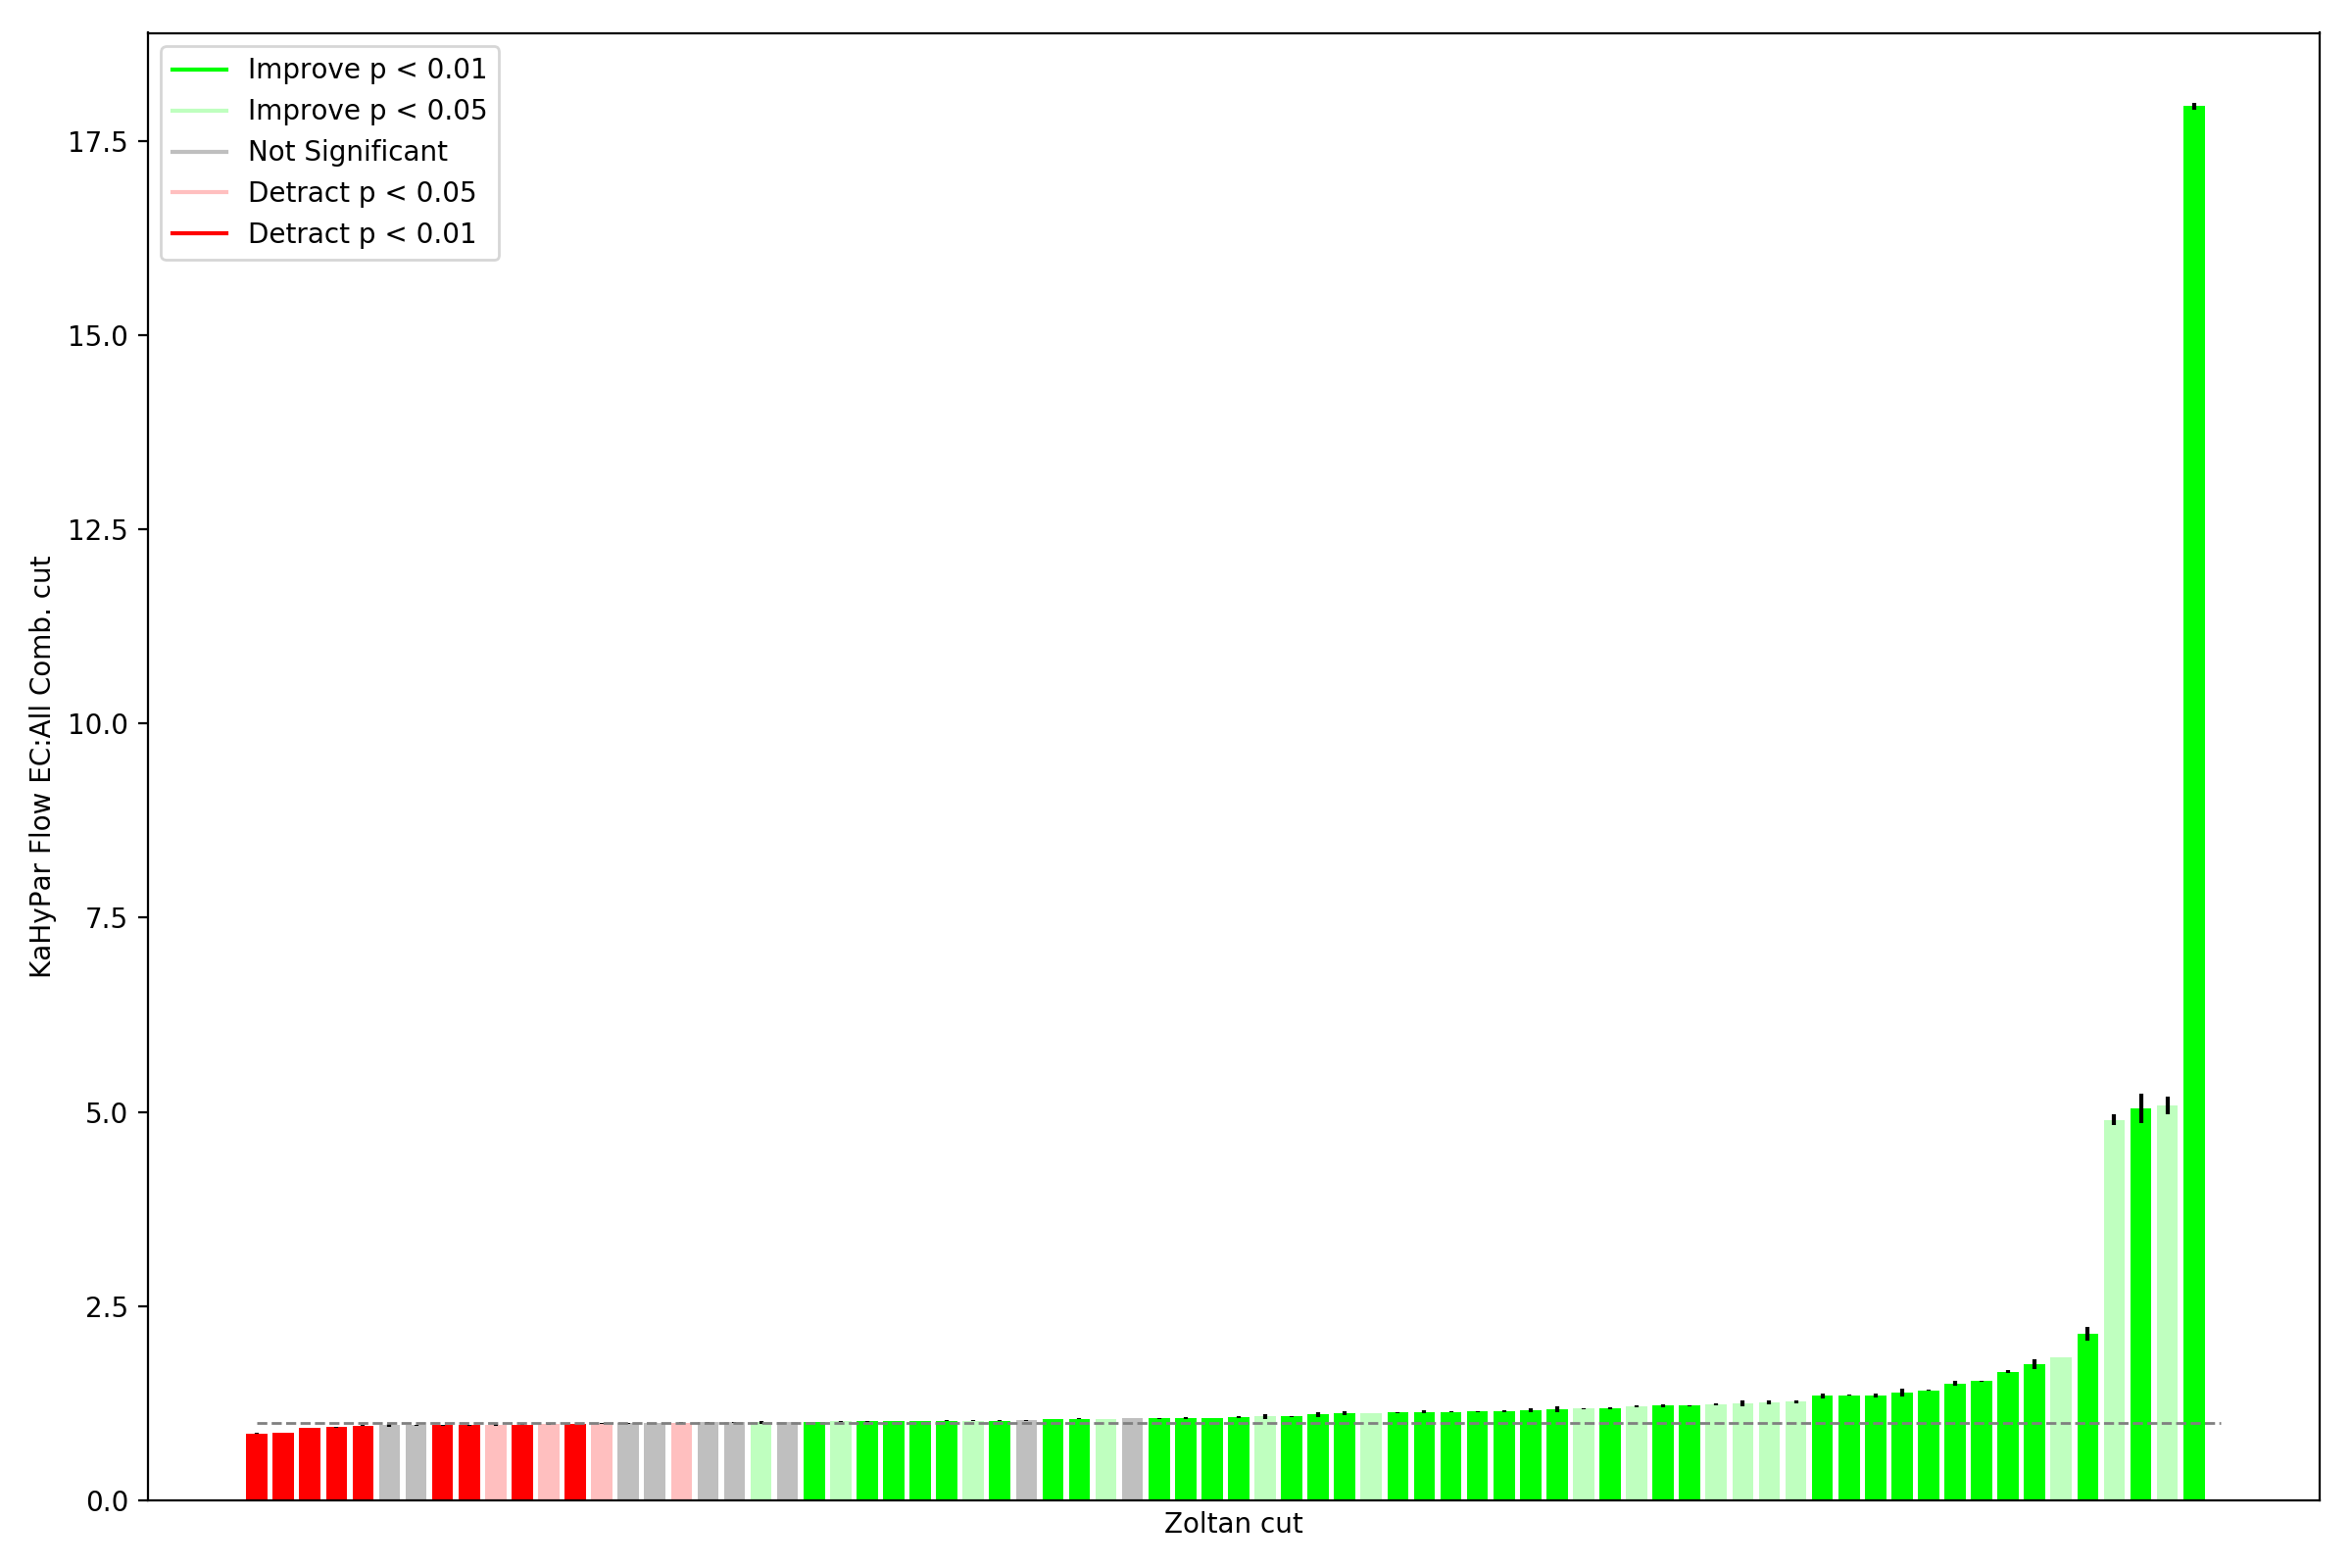 Improve p < 0.01
Improve p < 0.05
Not Significant
Detract p < 0.05
Detract p < 0.01
17.5
15.0
12.5
10.0
7.5
5.0
2.5
0.0
KaHyPar Flow EC:All Comb. cut
Zoltan cut